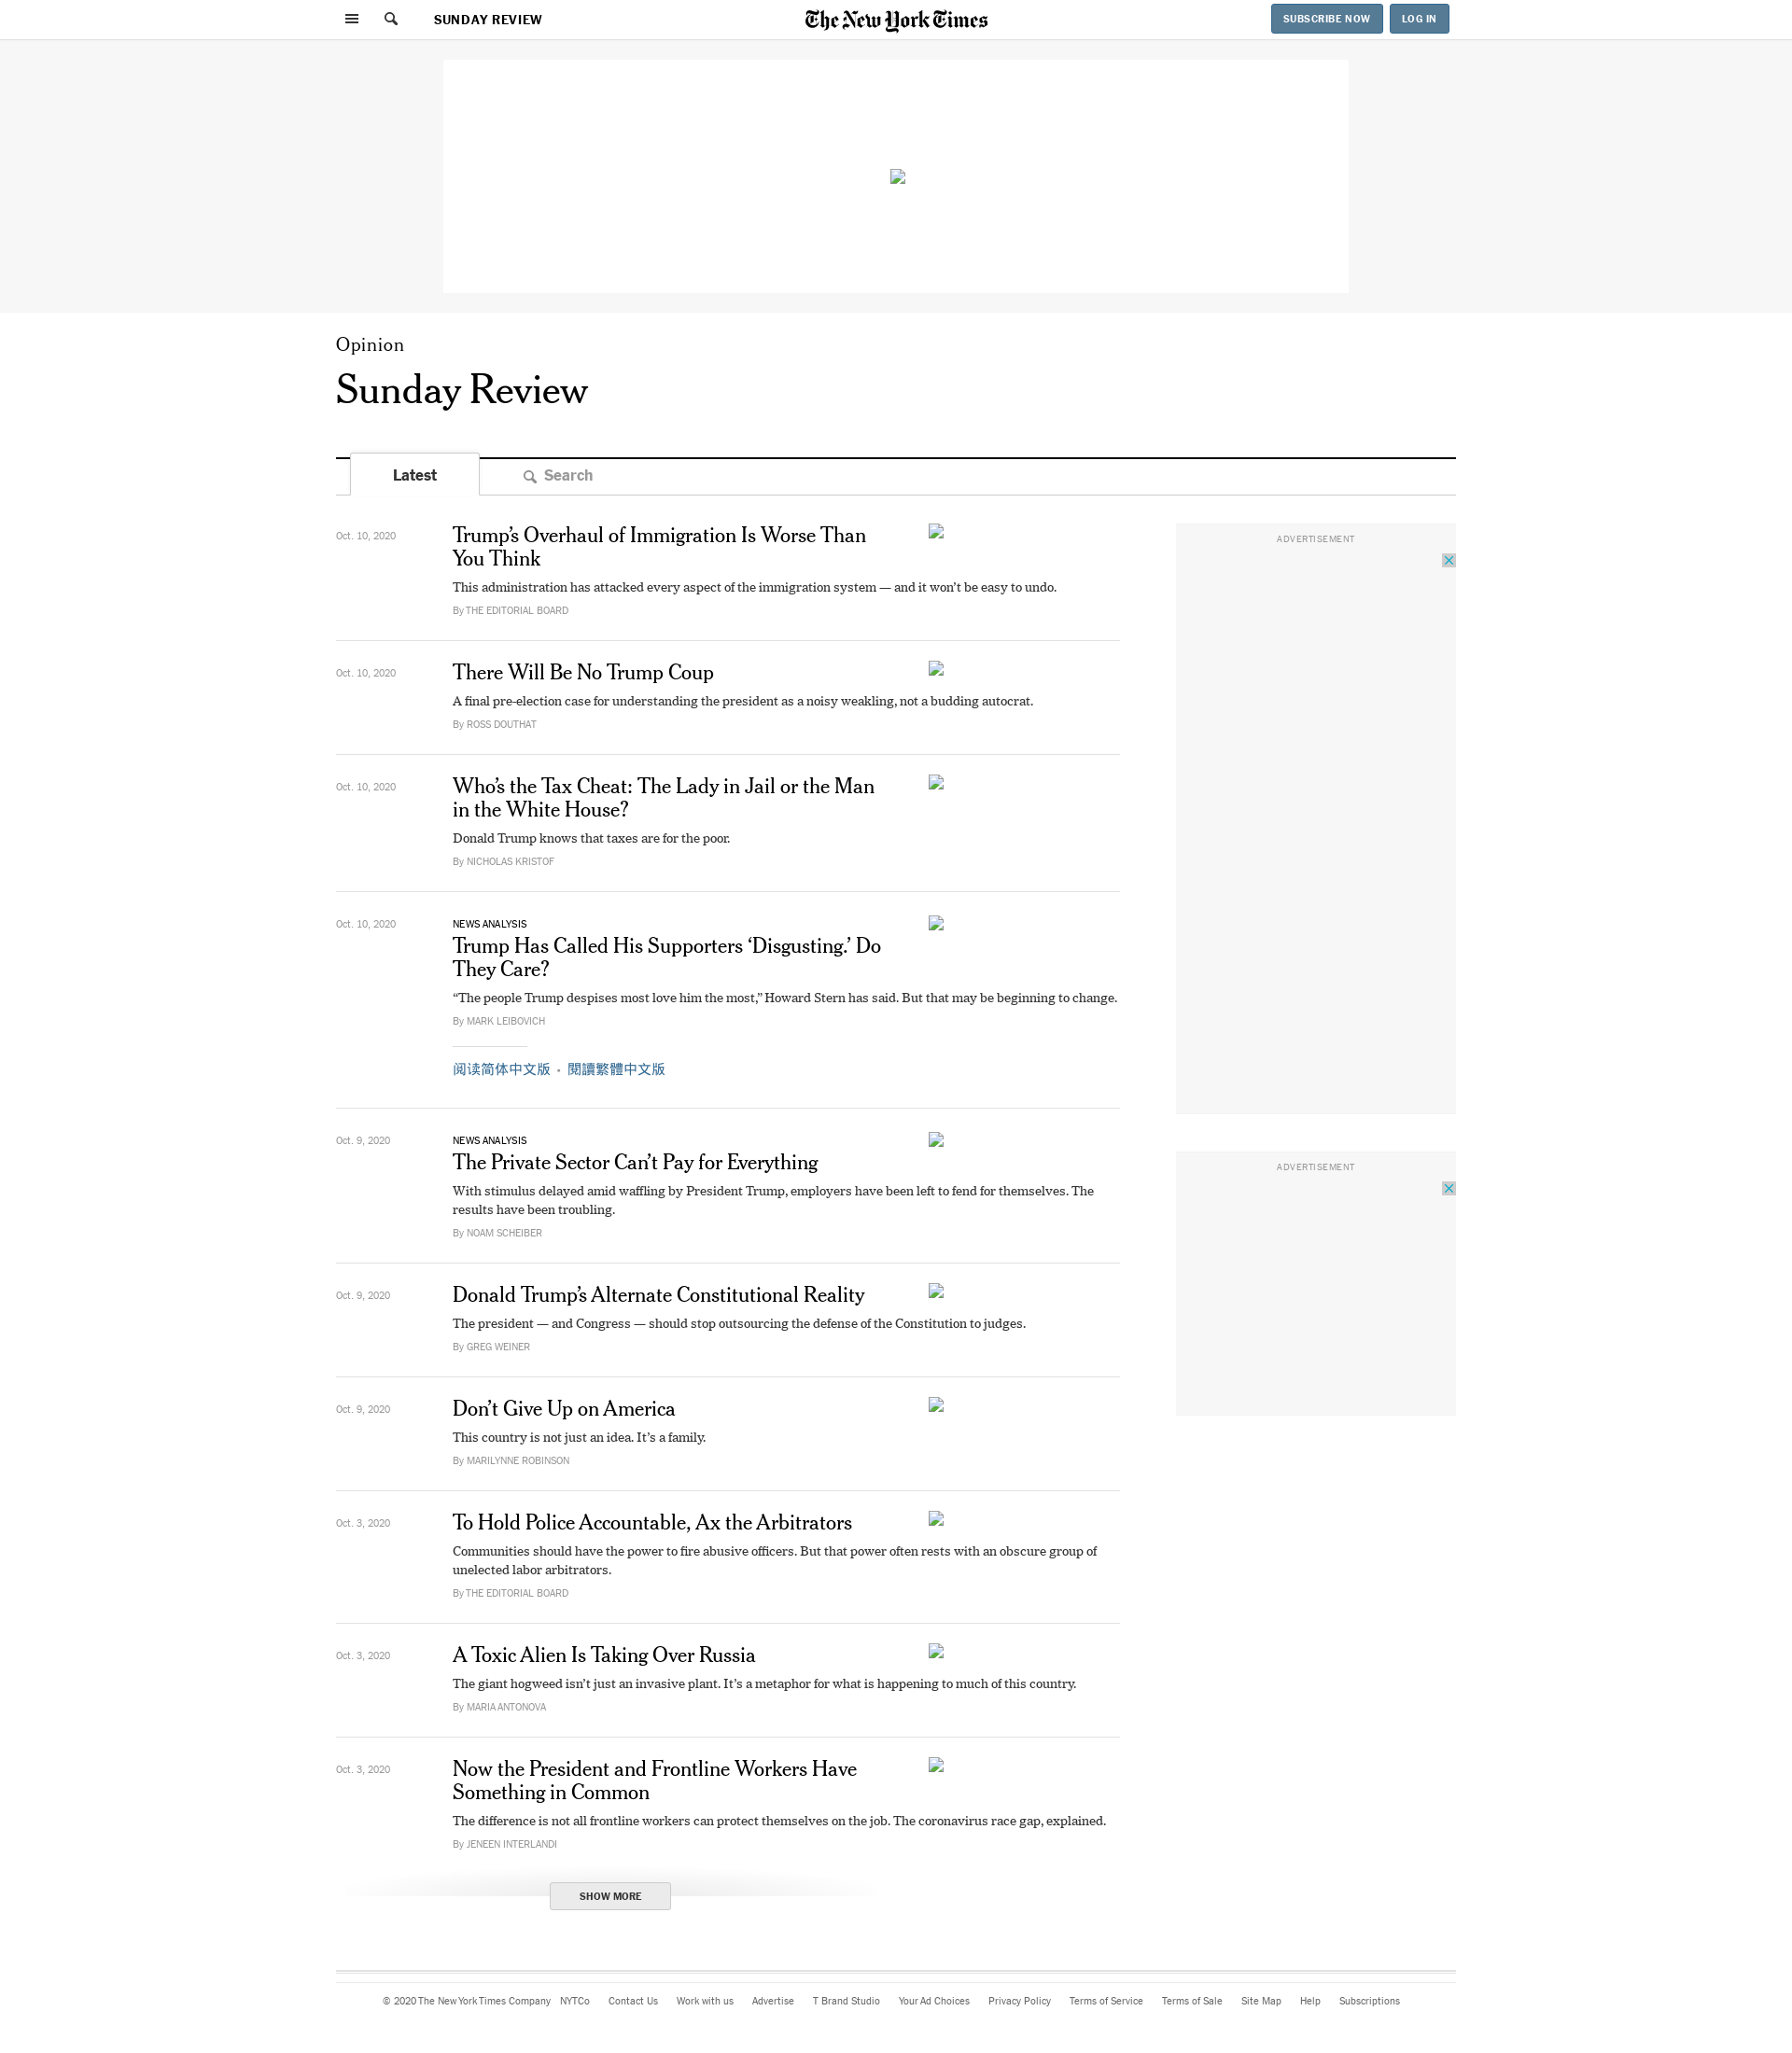 SUNDAY REVIEW
The New York Times
SUBSCRIBE NOW
LOG IN
Opinion
Sunday Review
Latest
Search
Oct. 10, 2020
Trump’s Overhaul of Immigration Is Worse Than
You Think
This administration has attacked every aspect of the immigration system — and it won’t be easy to undo.
By THE EDITORIAL BOARD
Oct. 10, 2020
There Will Be No Trump Coup
A final pre-election case for understanding the president as a noisy weakling, not a budding autocrat.
By ROSS DOUTHAT
Oct. 10, 2020
Who’s the Tax Cheat: The Lady in Jail or the Man
in the White House?
Donald Trump knows that taxes are for the poor.
By NICHOLAS KRISTOF
Oct. 10, 2020
NEWS ANALYSIS
Trump Has Called His Supporters ‘Disgusting.’ Do
They Care?
“The people Trump despises most love him the most,” Howard Stern has said. But that may be beginning to change.
By MARK LEIBOVICH
阅读简体中文版 • 閱讀繁體中文版
Oct. 9, 2020
NEWS ANALYSIS
The Private Sector Can’t Pay for Everything
With stimulus delayed amid waffling by President Trump, employers have been left to fend for themselves. The
results have been troubling.
By NOAM SCHEIBER
Oct. 9, 2020
Donald Trump’s Alternate Constitutional Reality
The president — and Congress — should stop outsourcing the defense of the Constitution to judges.
By GREG WEINER
Oct. 9, 2020
Don’t Give Up on America
This country is not just an idea. It’s a family.
By MARILYNNE ROBINSON
Oct. 3, 2020
To Hold Police Accountable, Ax the Arbitrators
Communities should have the power to fire abusive officers. But that power often rests with an obscure group of
unelected labor arbitrators.
By THE EDITORIAL BOARD
Oct. 3, 2020
A Toxic Alien Is Taking Over Russia
The giant hogweed isn’t just an invasive plant. It’s a metaphor for what is happening to much of this country.
By MARIA ANTONOVA
Oct. 3, 2020
Now the President and Frontline Workers Have
Something in Common
The difference is not all frontline workers can protect themselves on the job. The coronavirus race gap, explained.
By JENEEN INTERLANDI
SHOW MORE
ADVERTISEMENT
ADVERTISEMENT
© 2020 The New York Times Company NYTCo Contact Us Work with us Advertise T Brand Studio Your Ad Choices Privacy Policy Terms of Service Terms of Sale Site Map Help Subscriptions